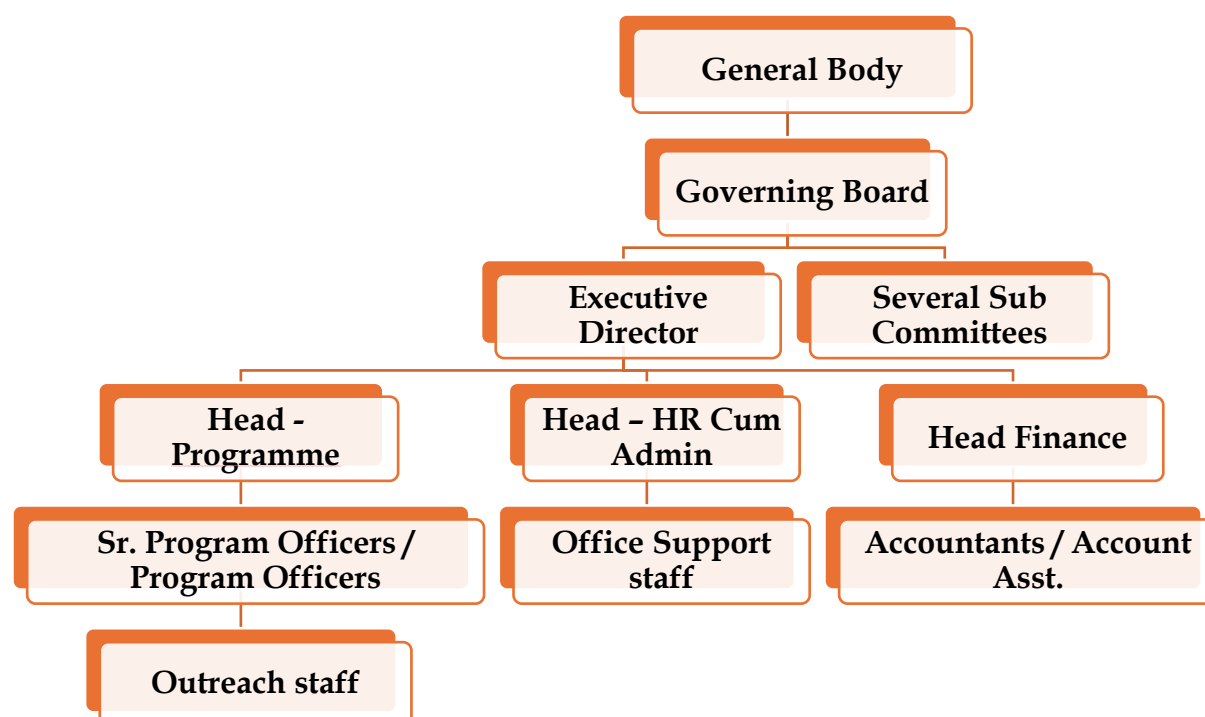 General Body
Governing Board
Executive
Director
Several Sub
Committees
Head -
Programme
Head – HR Cum
Admin
Head Finance
Sr. Program Officers /
Program Officers
Office Support
staff
Accountants / Account
Asst.
Outreach staff